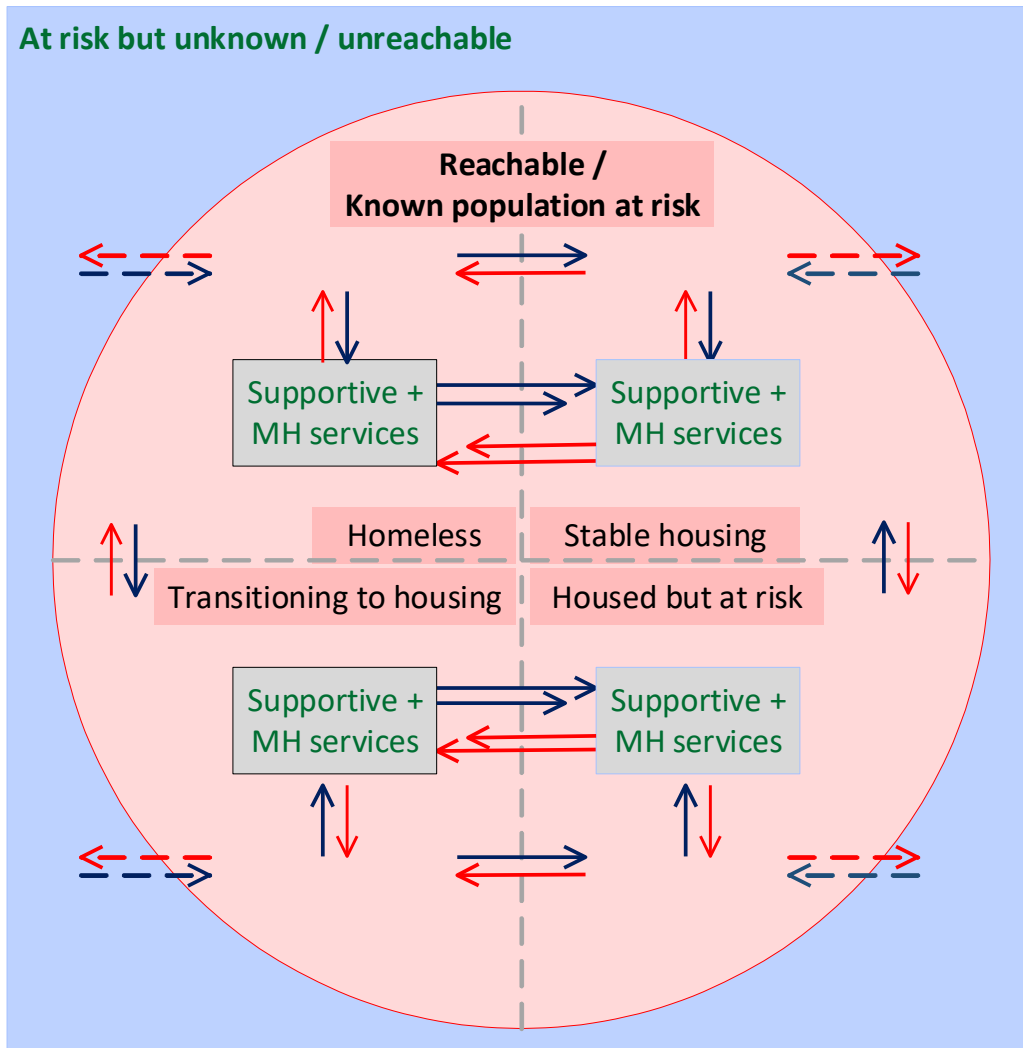 At risk but unknown / unreachable
Reachable /
Known population at risk
Supportive +
MH services
Supportive +
MH services
Homeless
Stable housing
Transitioning to housing
Housed but at risk
Supportive +
MH services
Supportive +
MH services